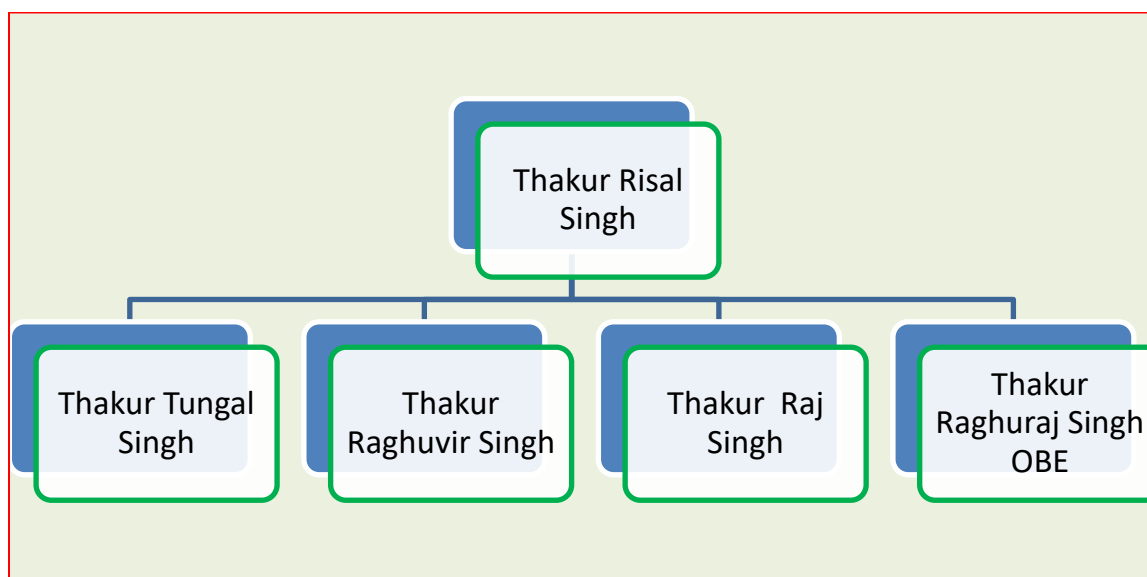 Thakur Risal
Singh
Thakur Tungal
Singh
Thakur
Raghuvir Singh
Thakur  Raj
Singh
Thakur
Raghuraj Singh
OBE